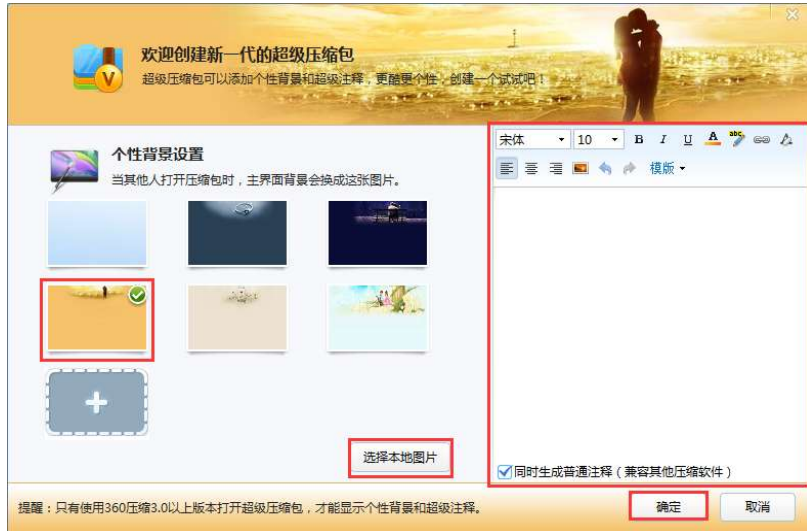 欢迎创建新一代的超级压缩包
超级压缩包可以添加个性背景和超级注释，更酷更个性，创建一个试试吧！
个性背景设置
当其他人打开压缩包时，主界面背景会换成这张图片。
选择本地图片
宋体 10 B I U A abc
模版
同时生成普通注释（兼容其他压缩软件）
提醒：只有使用360压缩3.0以上版本打开超级压缩包，才能显示个性背景和超级注释。
确定 取消